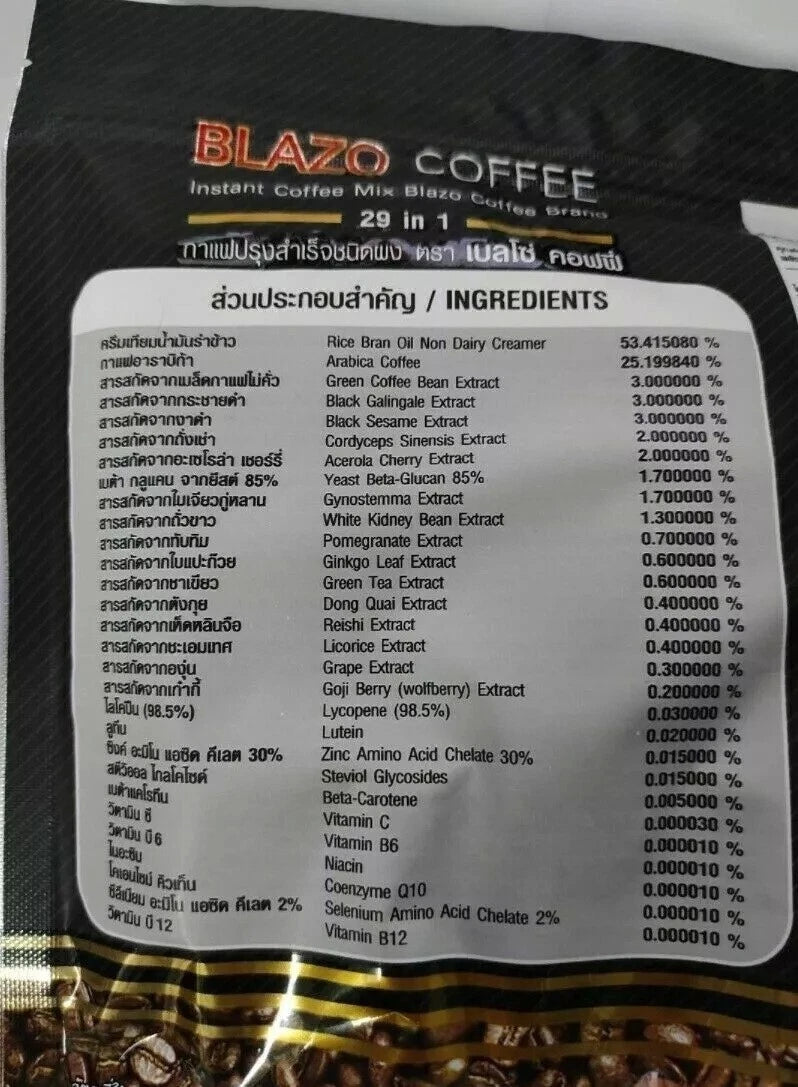 BLAZO COFFEE
Instant Coffee Mix Blazo Coffee Brand
29 in 1
กาแฟปรุงสำเร็จชนิดผง ตรา เบลโซ่ คอฟฟี่
ส่วนประกอบสำคัญ / INGREDIENTS
ครีมเทียมน้ำมันรำข้าว Rice Bran Oil Non Dairy Creamer 53.415080 %
กาแฟอาราบิก้า Arabica Coffee 25.199840 %
สารสกัดจากเมล็ดกาแฟไม่คั่ว Green Coffee Bean Extract 3.000000 %
สารสกัดจากกระชายดำ Black Galingale Extract 3.000000 %
สารสกัดจากงาดำ Black Sesame Extract 3.000000 %
สารสกัดจากถั่งเช่า Cordyceps Sinensis Extract 2.000000 %
สารสกัดจากอะเซโรล่า เชอร์รี่ Acerola Cherry Extract 2.000000 %
เบต้า กลูแคน จากยีสต์ 85% Yeast Beta-Glucan 85% 1.700000 %
สารสกัดจากใบเจียวกู่หลาน Gynostemma Extract 1.700000 %
สารสกัดจากถั่วขาว White Kidney Bean Extract 1.300000 %
สารสกัดจากทับทิม Pomegranate Extract 0.700000 %
สารสกัดจากใบแปะก๊วย Ginkgo Leaf Extract 0.600000 %
สารสกัดจากชาเขียว Green Tea Extract 0.600000 %
สารสกัดจากตังกุย Dong Quai Extract 0.400000 %
สารสกัดจากเห็ดหลินจือ Reishi Extract 0.400000 %
สารสกัดจากชะเอมเทศ Licorice Extract 0.400000 %
สารสกัดจากองุ่น Grape Extract 0.300000 %
สารสกัดจากเก๋ากี้ Goji Berry (wolfberry) Extract 0.200000 %
ไลโคปีน (98.5%) Lycopene (98.5%) 0.030000 %
ลูทีน Lutein 0.020000 %
ซิงค์ อะมิโน แอซิด คีเลต 30% Zinc Amino Acid Chelate 30% 0.015000 %
สตีวิออล ไกลโคไซด์ Steviol Glycosides 0.015000 %
เบต้าแคโรทีน Beta-Carotene 0.005000 %
วิตามิน ซี Vitamin C 0.000030 %
วิตามิน บี 6 Vitamin B6 0.000010 %
ไนอะซิน Niacin 0.000010 %
โคเอนไซม์ คิวเท็น Coenzyme Q10 0.000010 %
ซีลีเนียม อะมิโน แอซิด คีเลต 2% Selenium Amino Acid Chelate 2% 0.000010 %
วิตามิน บี 12 Vitamin B12 0.000010 %